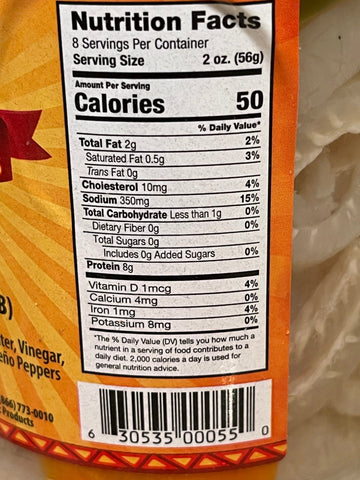 Nutrition Facts
8 Servings Per Container
Serving Size 2 oz. (56g)
Amount Per Serving
Calories 50
% Daily Value*
Total Fat 2g 2%
Saturated Fat 0.5g 3%
Trans Fat 0g
Cholesterol 10mg 4%
Sodium 350mg 15%
Total Carbohydrate Less than 1g 0%
Dietary Fiber 0g 0%
Total Sugars 0g
Includes 0g Added Sugars 0%
Protein 8g
Vitamin D 1mcg 4%
Calcium 4mg 0%
Iron 1mg 4%
Potassium 8mg 0%
*The % Daily Value (DV) tells you how much a
nutrient in a serving of food contributes to a
daily diet. 2,000 calories a day is used for
general nutrition advice.
Vinegar,
Peppers
(866)773-0010
Products
6 30535 00055 0